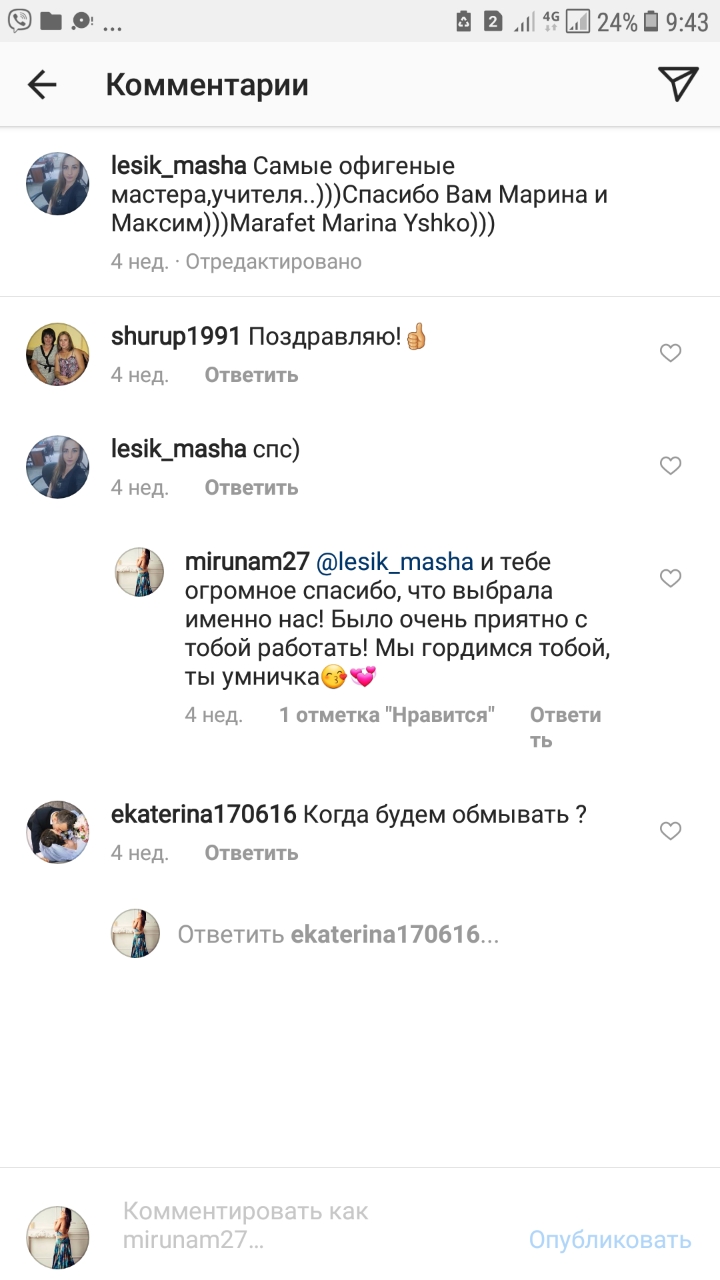 ... 2 4G 24% 9:43
Комментарии
lesik_masha Самые офигеные
мастера,учителя..)))Спасибо Вам Марина и
Максим)))Marafet Marina Yshko)))
4 нед. · Отредактировано
shurup1991 Поздравляю!👍
4 нед. Ответить
lesik_masha спс)
4 нед. Ответить
mirunam27 @lesik_masha и тебе
огромное спасибо, что выбрала
именно нас! Было очень приятно с
тобой работать! Мы гордимся тобой,
ты умничка😚💞
4 нед. 1 отметка "Нравится" Ответи
ть
ekaterina170616 Когда будем обмывать ?
4 нед. Ответить
Ответить ekaterina170616...
Комментировать как
mirunam27...
Опубликовать